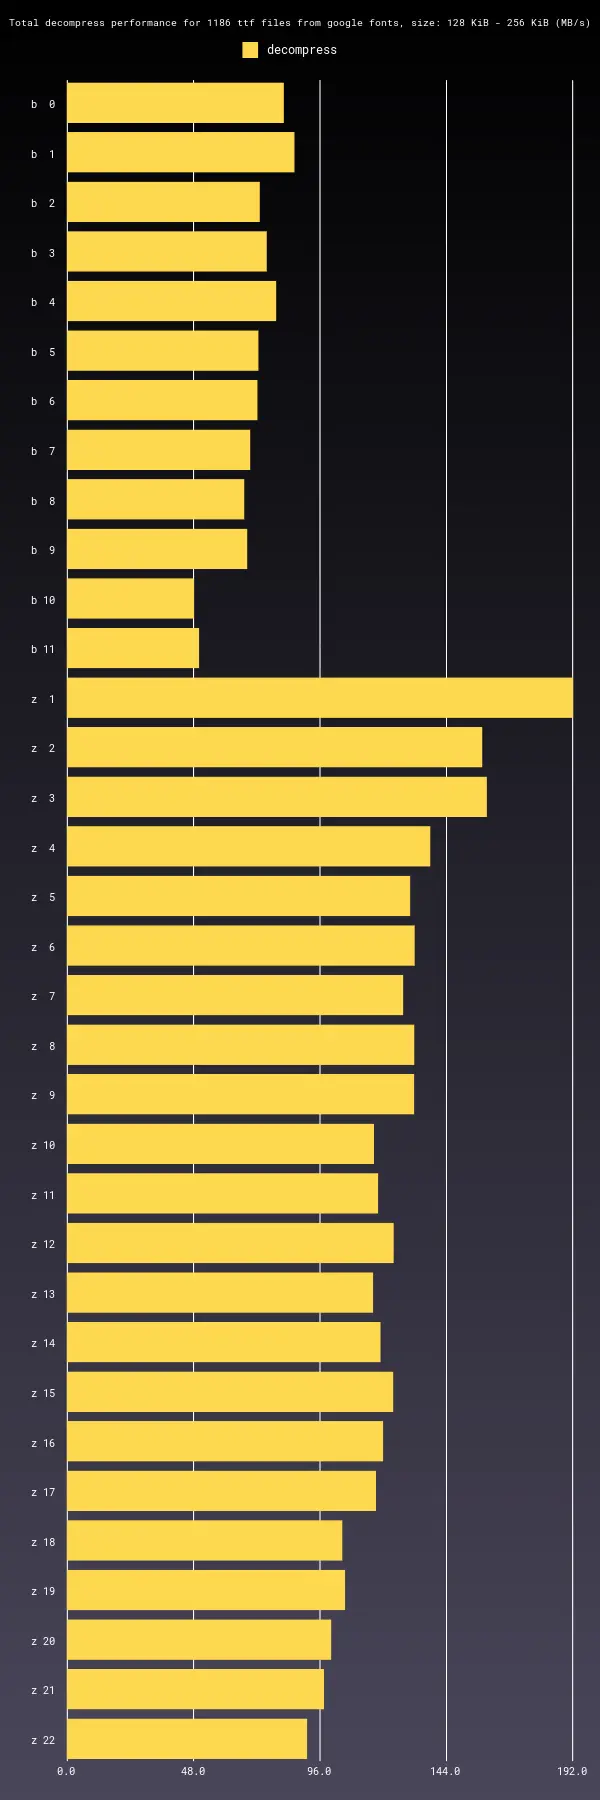 Total decompress performance for 1186 ttf files from google fonts, size: 128 KiB - 256 KiB (MB/s)
decompress
b 0
b 1
b 2
b 3
b 4
b 5
b 6
b 7
b 8
b 9
b 10
b 11
z 1
z 2
z 3
z 4
z 5
z 6
z 7
z 8
z 9
z 10
z 11
z 12
z 13
z 14
z 15
z 16
z 17
z 18
z 19
z 20
z 21
z 22
0.0 48.0 96.0 144.0 192.0